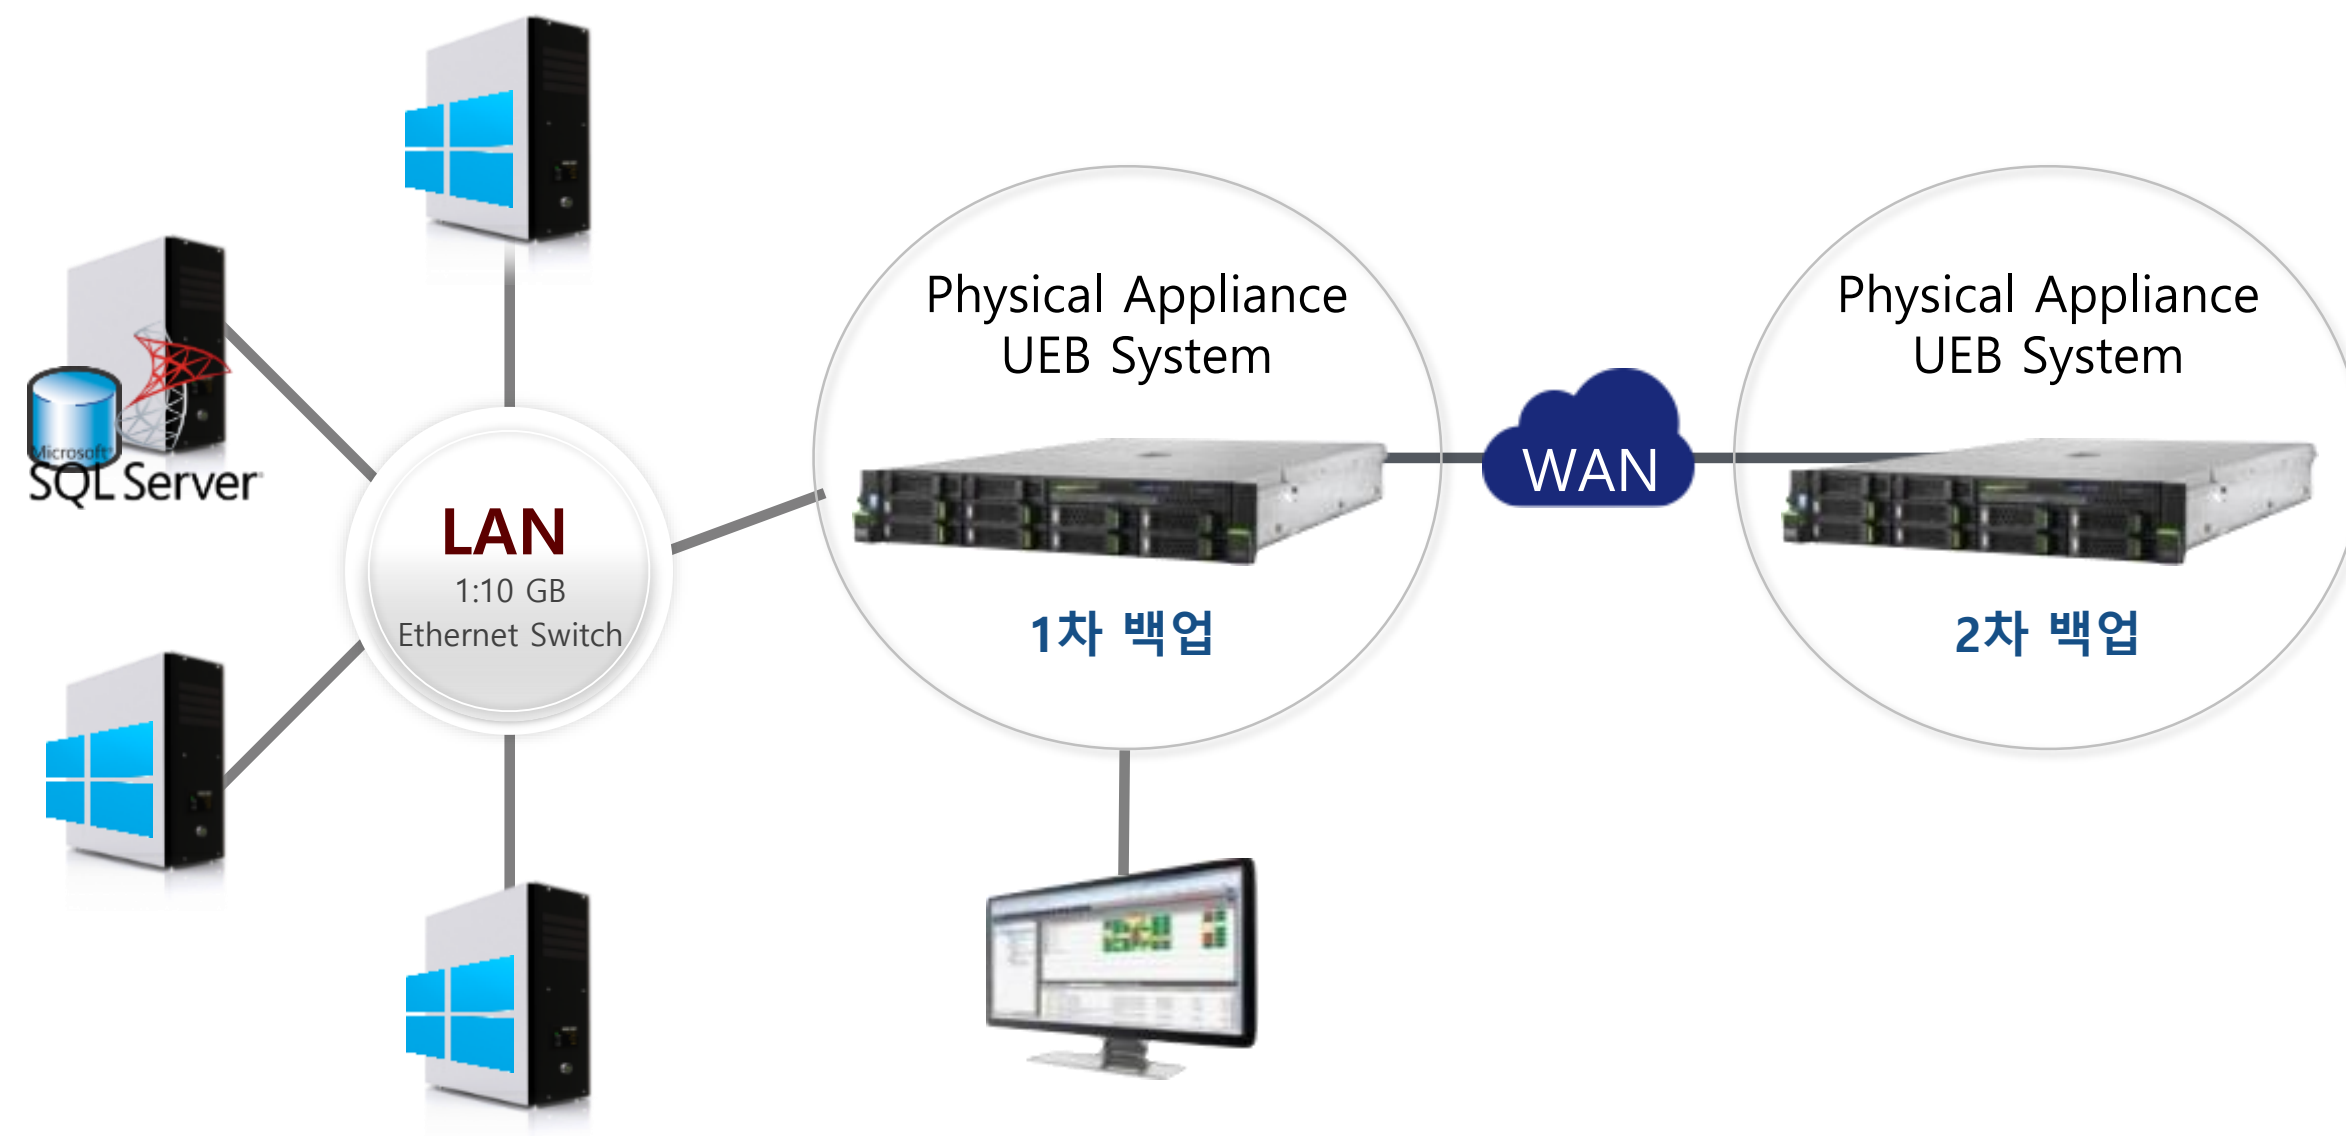 Microsoft®
SQL Server
LAN
1:10 GB
Ethernet Switch
Physical Appliance
UEB System
1차 백업
WAN
Physical Appliance
UEB System
2차 백업